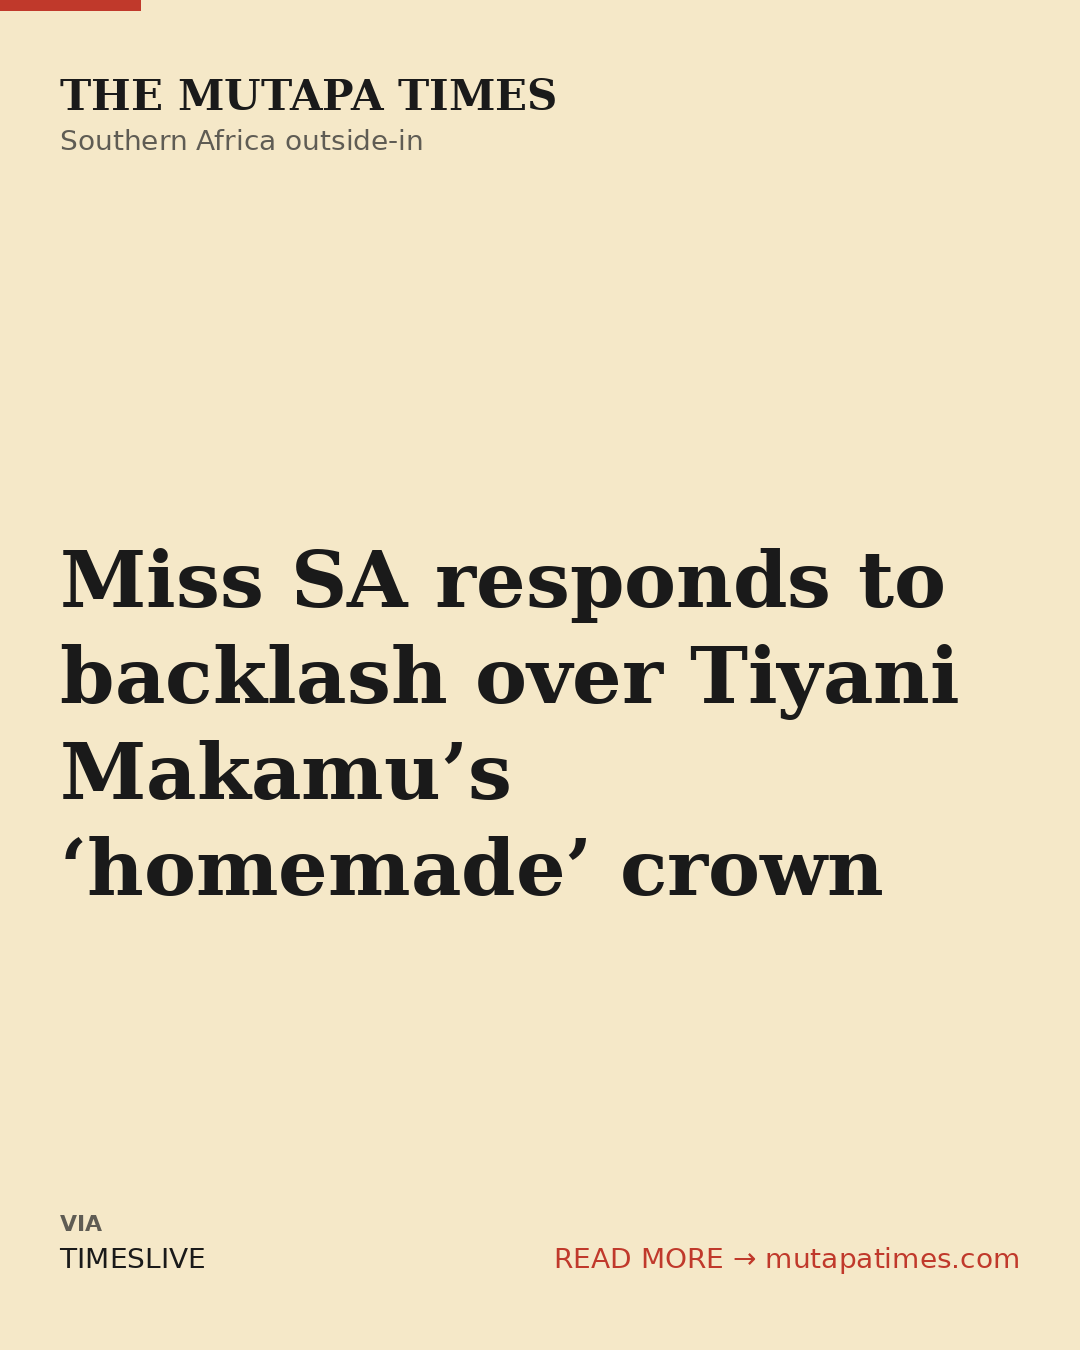 THE MUTAPA TIMES
Southern Africa outside-in
Miss SA responds to
backlash over Tiyani
Makamu’s
‘homemade’ crown
VIA
TIMESLIVE
READ MORE → mutapatimes.com